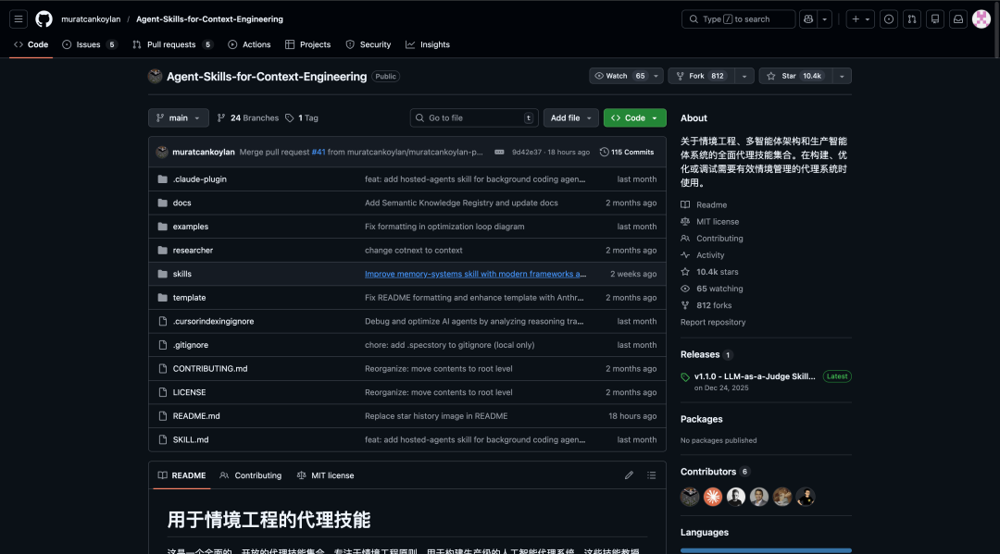 muratcankoylan / Agent-Skills-for-Context-Engineering
Type / to search
Code Issues 5 Pull requests 5 Actions Projects Security Insights
Agent-Skills-for-Context-Engineering Public
Watch 65 Fork 812 Star 10.4k
main 24 Branches 1 Tag Go to file t Add file Code
muratcankoylan Merge pull request #41 from muratcankoylan/muratcankoylan-p... 9d42e37 · 18 hours ago 115 Commits
.claude-plugin feat: add hosted-agents skill for background coding agen... last month
docs Add Semantic Knowledge Registry and update docs 2 months ago
examples Fix formatting in optimization loop diagram last month
researcher change cotnext to context 2 months ago
skills Improve memory-systems skill with modern frameworks a... 2 weeks ago
template Fix README formatting and enhance template with Anthr... 2 months ago
.cursorindexingignore Debug and optimize AI agents by analyzing reasoning tra... last month
.gitignore chore: add .specstory to gitignore (local only) last month
CONTRIBUTING.md Reorganize: move contents to root level 2 months ago
LICENSE Reorganize: move contents to root level 2 months ago
README.md Replace star history image in README 18 hours ago
SKILL.md feat: add hosted-agents skill for background coding agen... last month
README Contributing MIT license
用于情境工程的代理技能
这是一个全面的、开放的代理技能集合，专注于情境工程原则，用于构建生产级的人工智能代理系统。这些技能教授
About
关于情境工程、多智能体架构和生产智能
体系统的全面代理技能集合。在构建、优
化或调试需要有效情境管理的代理系统时
使用。
Readme
MIT license
Contributing
Activity
10.4k stars
65 watching
812 forks
Report repository
Releases 1
v1.1.0 - LLM-as-a-Judge Skill... Latest
on Dec 24, 2025
Packages
No packages published
Contributors 6
Languages